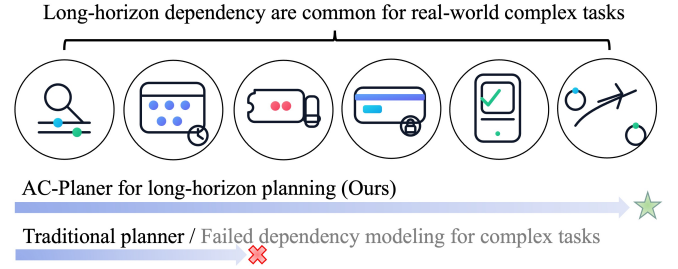 Long-horizon dependency are common for real-world complex tasks
AC-Planer for long-horizon planning (Ours)
Traditional planner / Failed dependency modeling for complex tasks